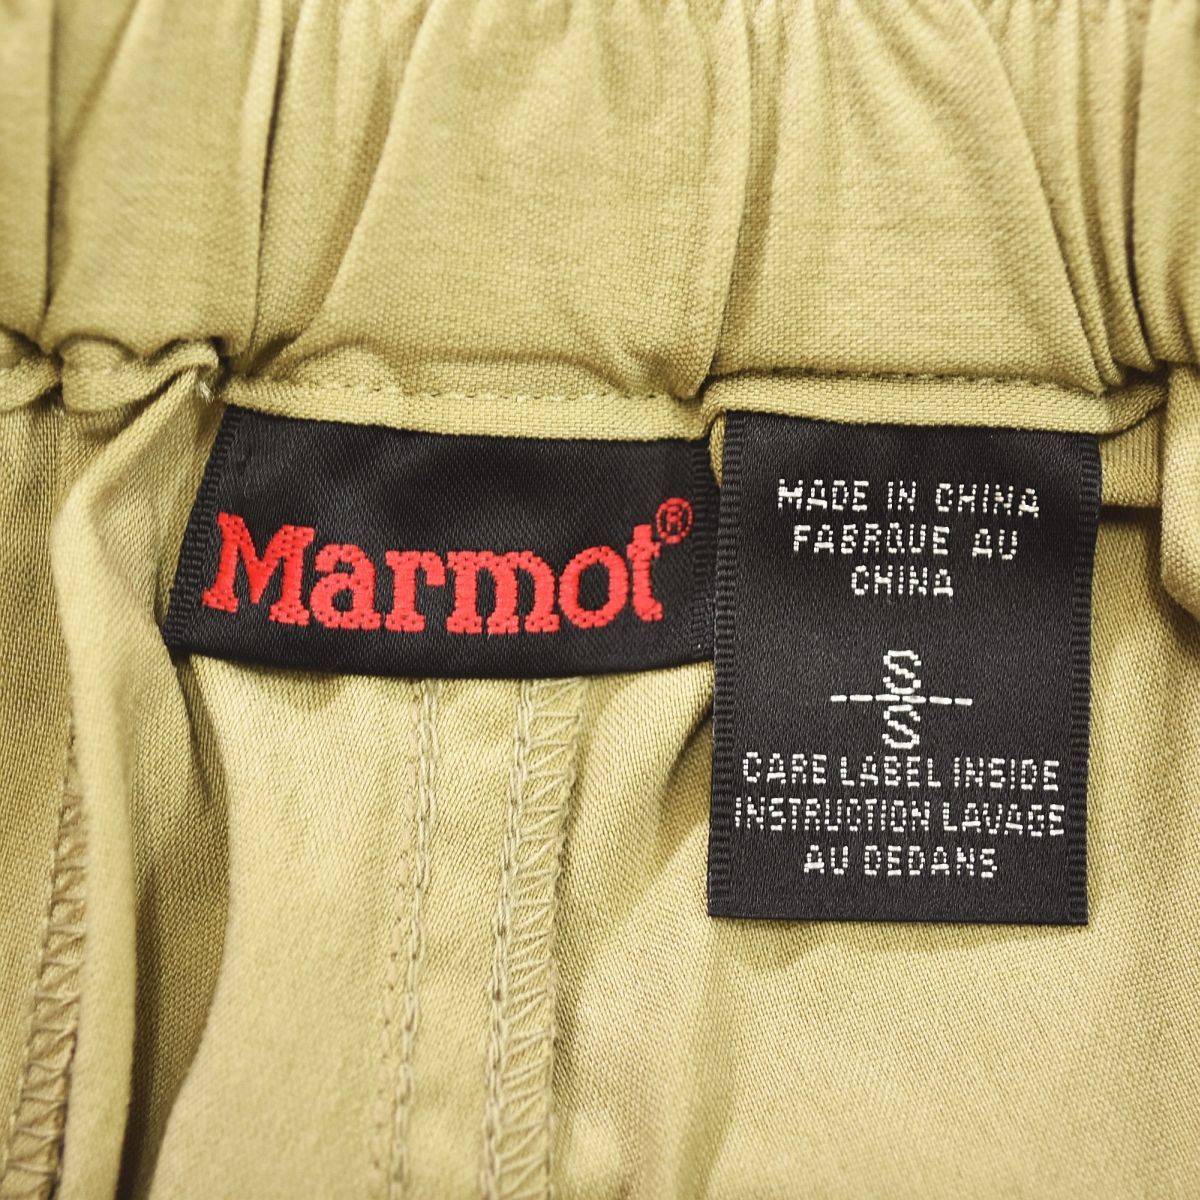 Marmot®
MADE IN CHINA
FABRQUE AU
CHINA
S
S
CARE LABEL INSIDE
INSTRUCTION LAVAGE
AU DEDANS